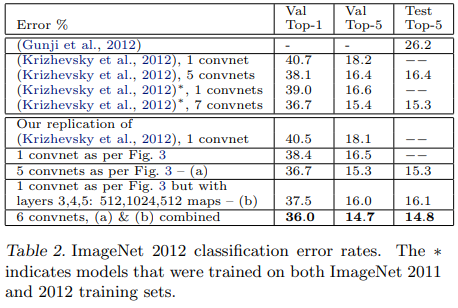 Val Val Test
Error % Top-1 Top-5 Top-5
(Gunji et al., 2012) - - 26.2
(Krizhevsky et al., 2012), 1 convnet 40.7 18.2 −−
(Krizhevsky et al., 2012), 5 convnets 38.1 16.4 16.4
(Krizhevsky et al., 2012)*, 1 convnets 39.0 16.6 −−
(Krizhevsky et al., 2012)*, 7 convnets 36.7 15.4 15.3
Our replication of
(Krizhevsky et al., 2012), 1 convnet 40.5 18.1 −−
1 convnet as per Fig. 3 38.4 16.5 −−
5 convnets as per Fig. 3 – (a) 36.7 15.3 15.3
1 convnet as per Fig. 3 but with
layers 3,4,5: 512,1024,512 maps – (b) 37.5 16.0 16.1
6 convnets, (a) & (b) combined 36.0 14.7 14.8
Table 2. ImageNet 2012 classification error rates. The *
indicates models that were trained on both ImageNet 2011
and 2012 training sets.